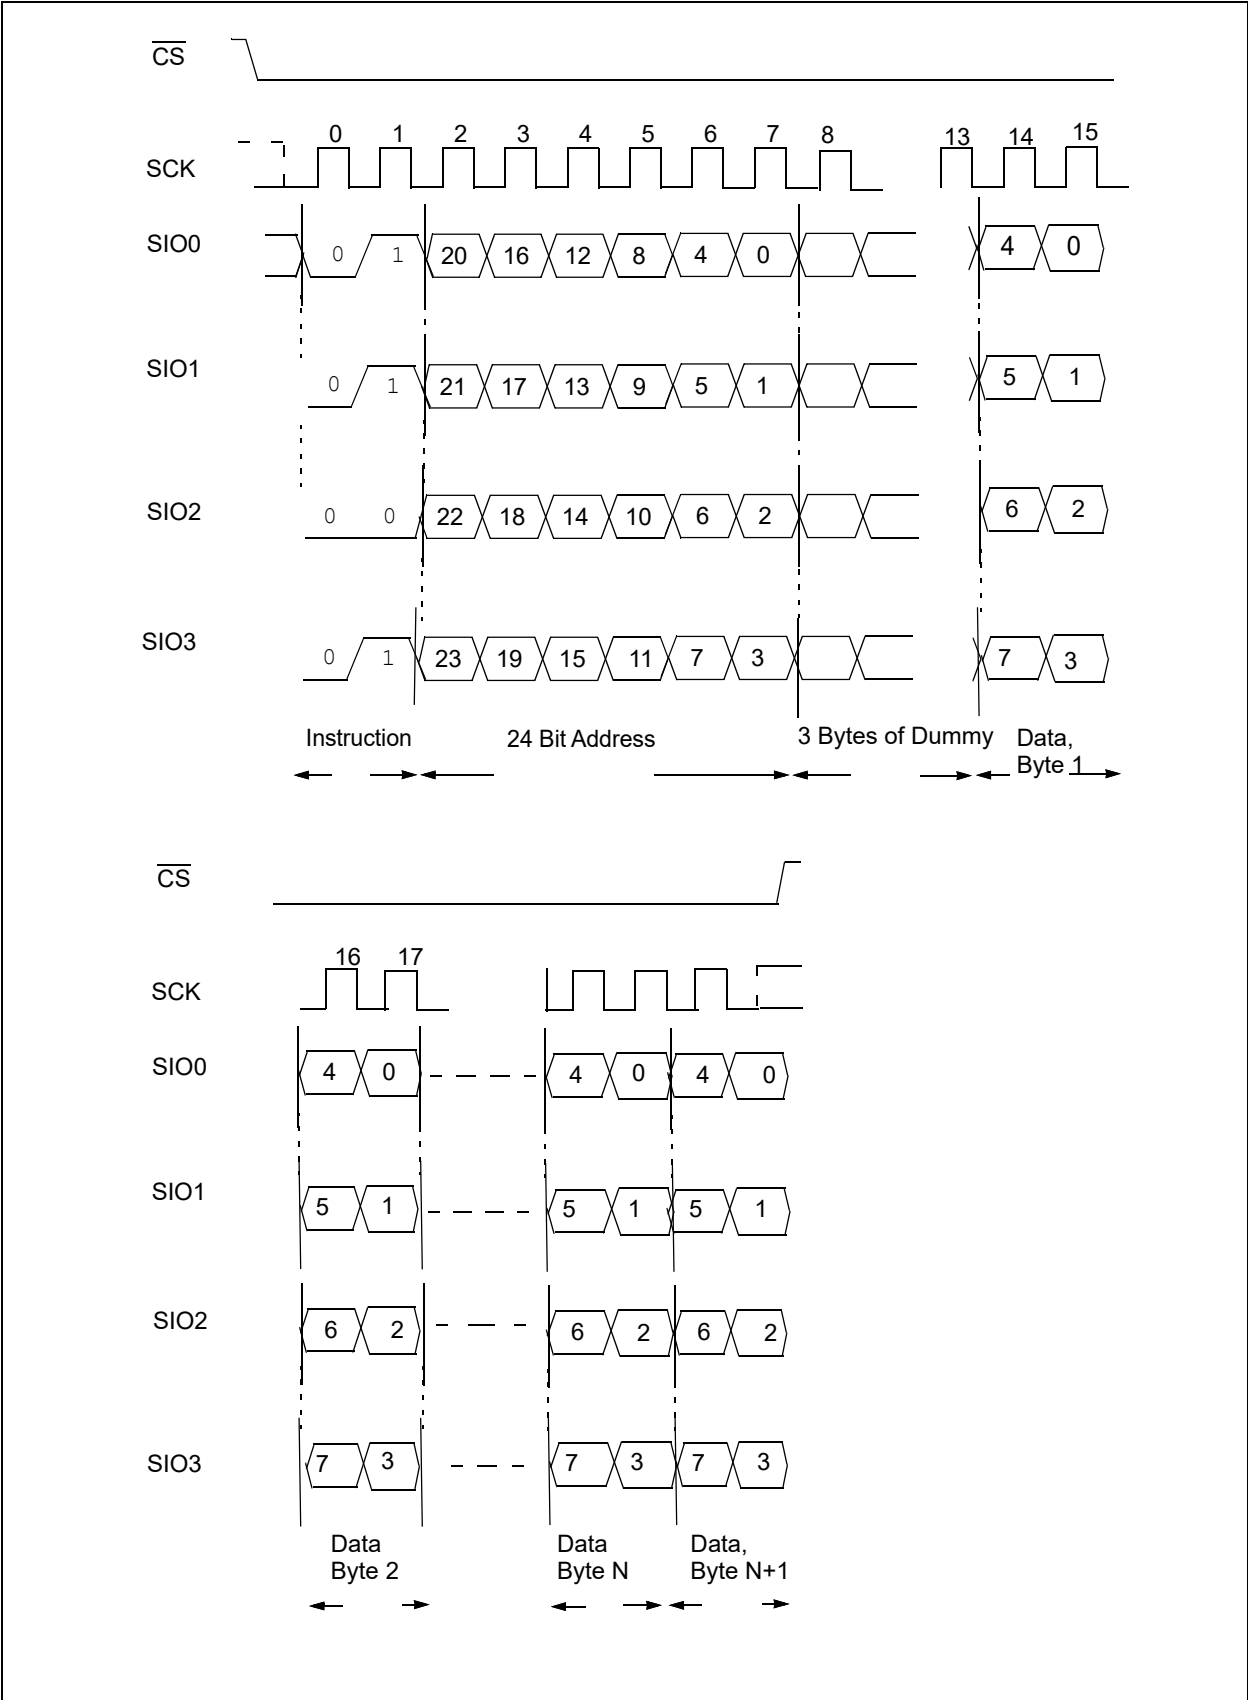 CS
0 1 2 3 4 5 6 7 8 13 14 15
SCK
SIO0 0 1 20 16 12 8 4 0 4 0
SIO1 0 1 21 17 13 9 5 1 5 1
SIO2 0 0 22 18 14 10 6 2 6 2
SIO3 0 1 23 19 15 11 7 3 7 3
Instruction 24 Bit Address 3 Bytes of Dummy Data,
Byte 1
CS
16 17
SCK
SIO0 4 0 4 0 4 0
SIO1 5 1 5 1 5 1
SIO2 6 2 6 2 6 2
SIO3 7 3 7 3 7 3
Data Data Data,
Byte 2 Byte N Byte N+1